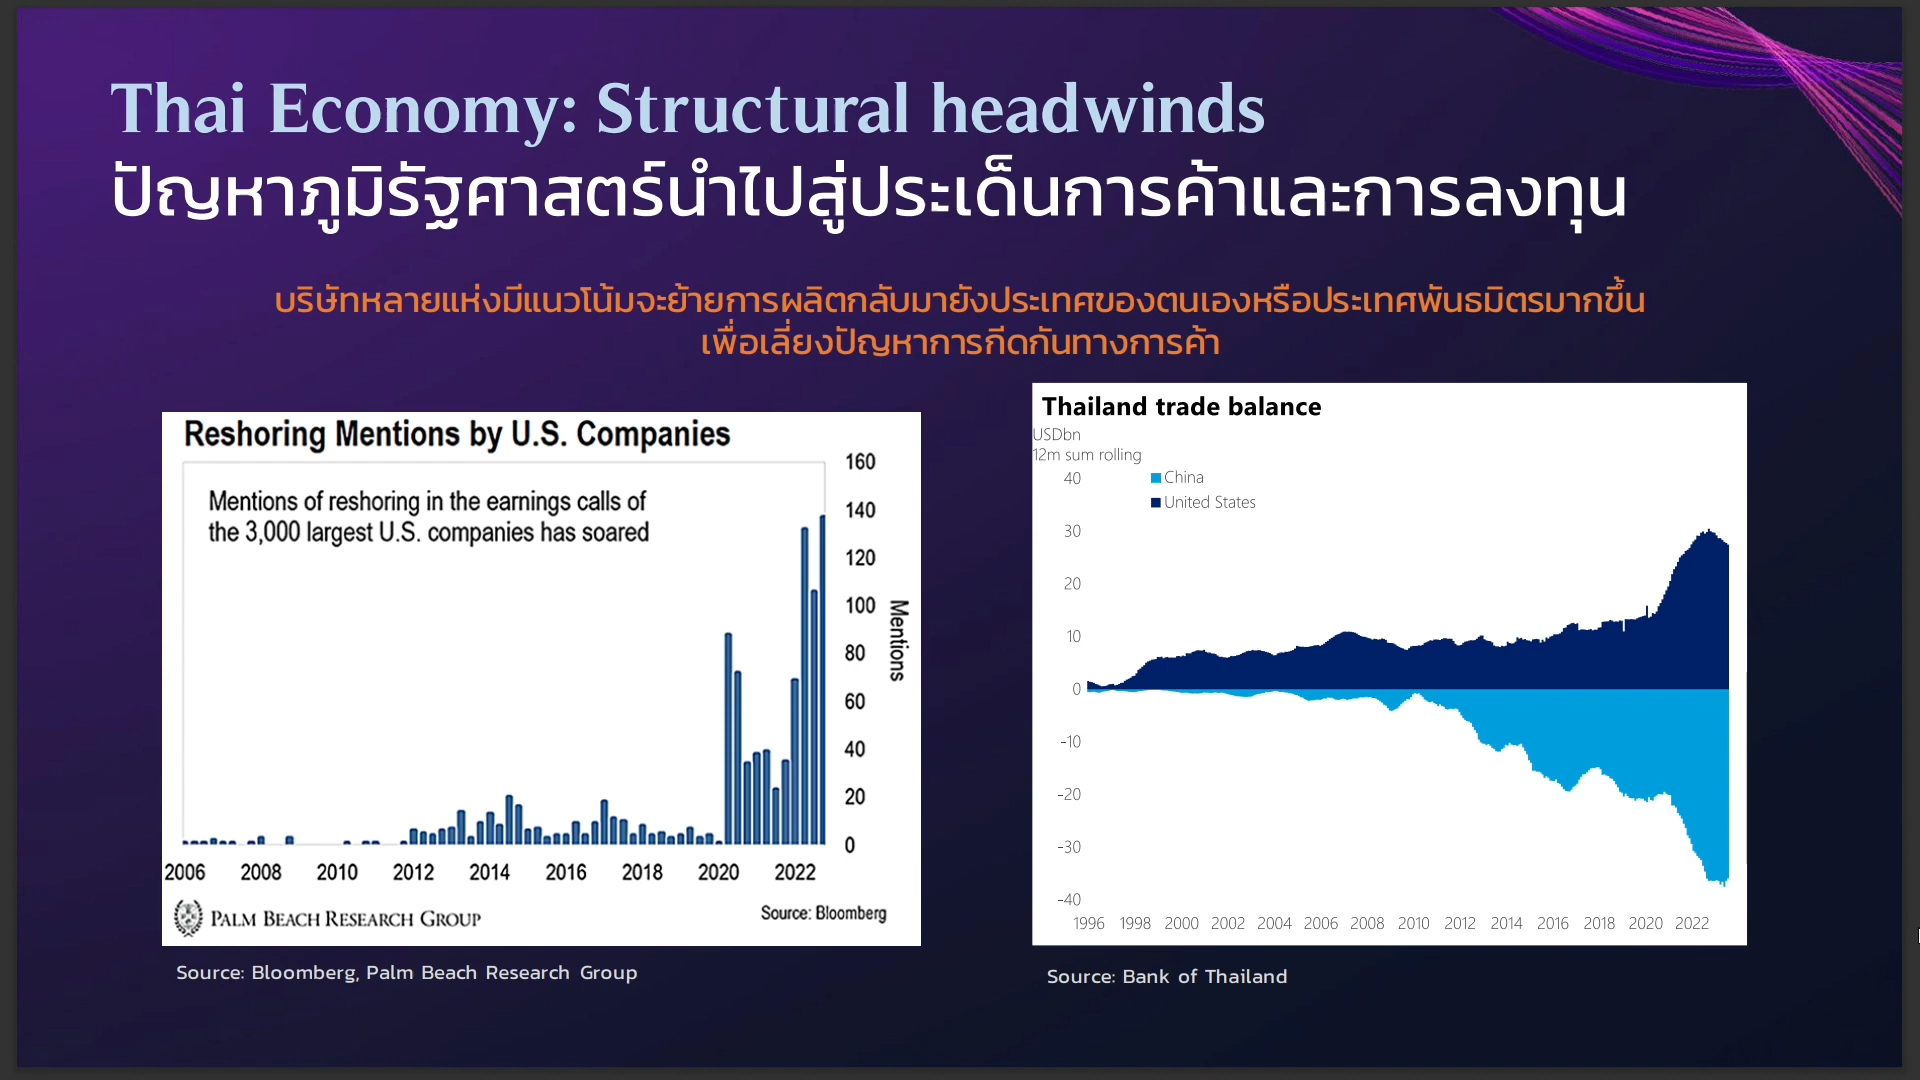 Thai Economy: Structural headwinds
ปัญหาภูมิรัฐศาสตร์นำไปสู่ประเด็นการค้าและการลงทุน
บริษัทหลายแห่งมีแนวโน้มจะย้ายการผลิตกลับมายังประเทศของตนเองหรือประเทศพันธมิตรมากขึ้น
เพื่อเลี่ยงปัญหาการกีดกันทางการค้า
Reshoring Mentions by U.S. Companies
Mentions of reshoring in the earnings calls of
the 3,000 largest U.S. companies has soared
160
140
120
100
80
60
40
20
0
Mentions
2006 2008 2010 2012 2014 2016 2018 2020 2022
PALM BEACH RESEARCH GROUP
Source: Bloomberg
Source: Bloomberg, Palm Beach Research Group
Thailand trade balance
USDbn
12m sum rolling
China
United States
40
30
20
10
0
-10
-20
-30
-40
1996 1998 2000 2002 2004 2006 2008 2010 2012 2014 2016 2018 2020 2022
Source: Bank of Thailand